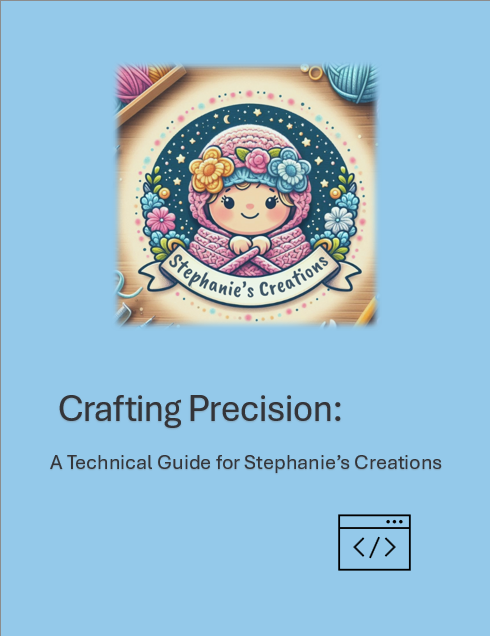 Stephanie's Creations
Crafting Precision:
A Technical Guide for Stephanie's Creations
</>